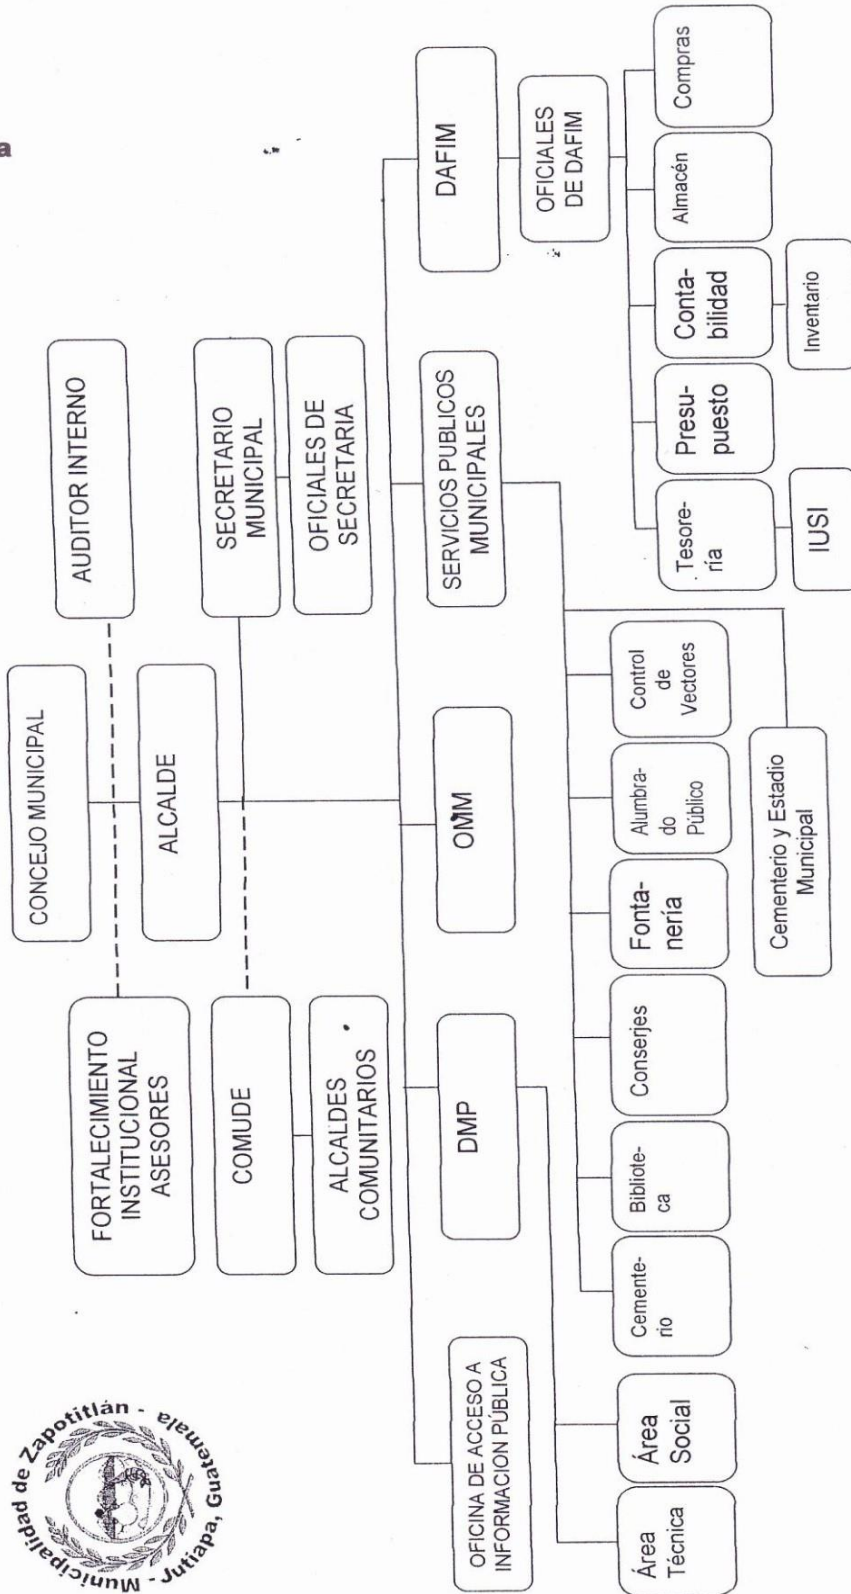 a
Municipalidad de Zapotitlán -
- Jutiapa, Guatemala
CONCEJO MUNICIPAL
FORTALECIMIENTO
INSTITUCIONAL
ASESORES
AUDITOR INTERNO
ALCALDE
COMUDE
SECRETARIO
MUNICIPAL
ALCALDES
COMUNITARIOS
OFICIALES DE
SECRETARIA
OFICINA DE ACCESO A
INFORMACION PÚBLICA
DMP
OMM
SERVICIOS PUBLICOS
MUNICIPALES
DAFIM
OFICIALES
DE DAFIM
Área
Técnica
Área
Social
Cemente-
rio
Bibliote-
ca
Conserjes
Fonta-
nería
Alumbra-
do
Público
Control
de
Vectores
Tesore-
ría
Presu-
puesto
Conta-
bilidad
Almacén
Compras
Cementerio y Estadio
Municipal
IUSI
Inventario